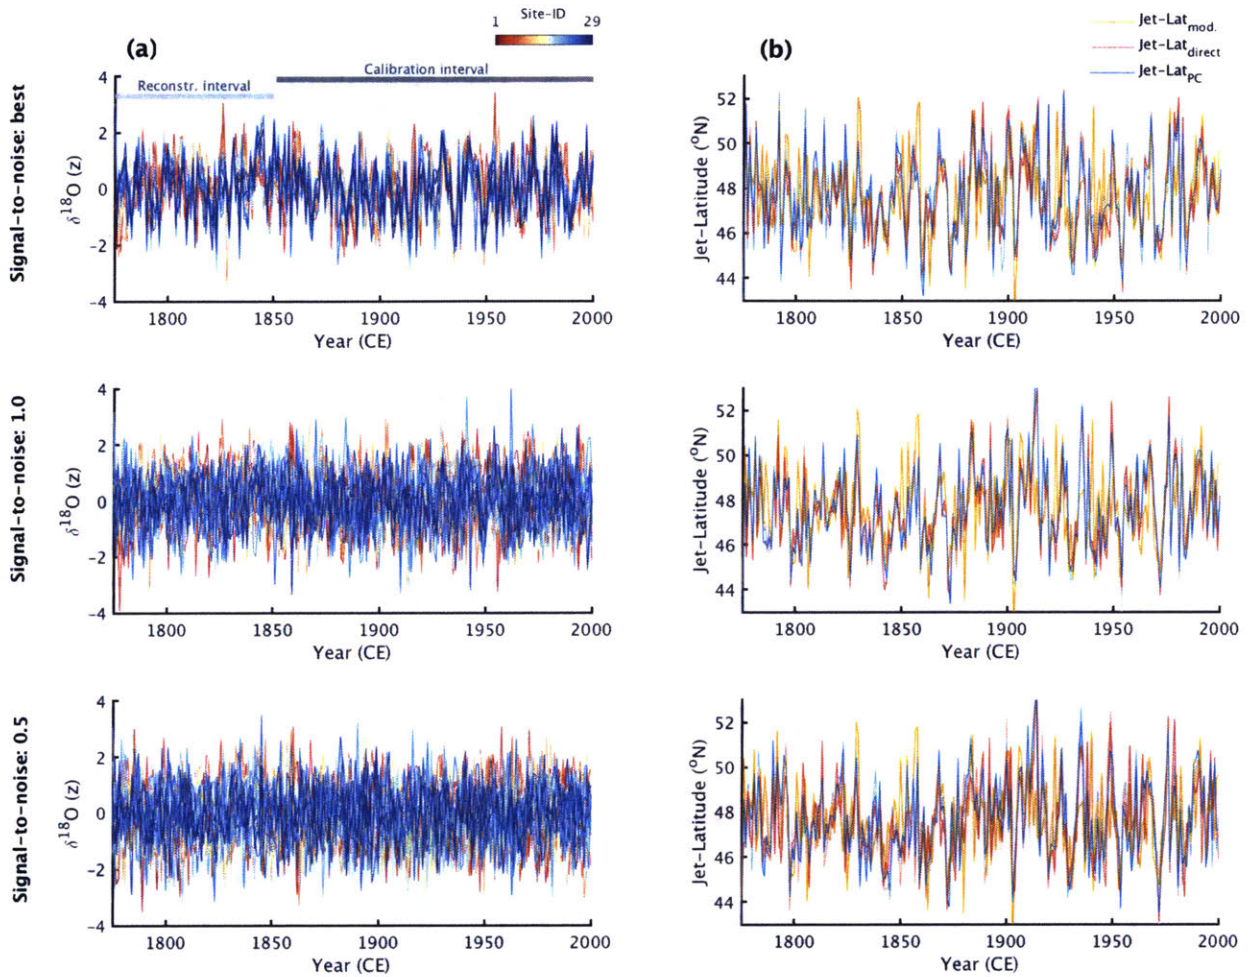 Site-ID
1 29
(a)
Calibration interval
Reconstr. interval
Signal-to-noise: best
δ18O (z)
4
2
0
-2
-4
1800 1850 1900 1950 2000
Year (CE)
(b)
Jet-Latmod.
Jet-Latdirect
Jet-LatPC
Jet-Latitude (°N)
52
50
48
46
44
1800 1850 1900 1950 2000
Year (CE)
Signal-to-noise: 1.0
δ18O (z)
4
2
0
-2
-4
1800 1850 1900 1950 2000
Year (CE)
Jet-Latitude (°N)
52
50
48
46
44
1800 1850 1900 1950 2000
Year (CE)
Signal-to-noise: 0.5
δ18O (z)
4
2
0
-2
-4
1800 1850 1900 1950 2000
Year (CE)
Jet-Latitude (°N)
52
50
48
46
44
1800 1850 1900 1950 2000
Year (CE)